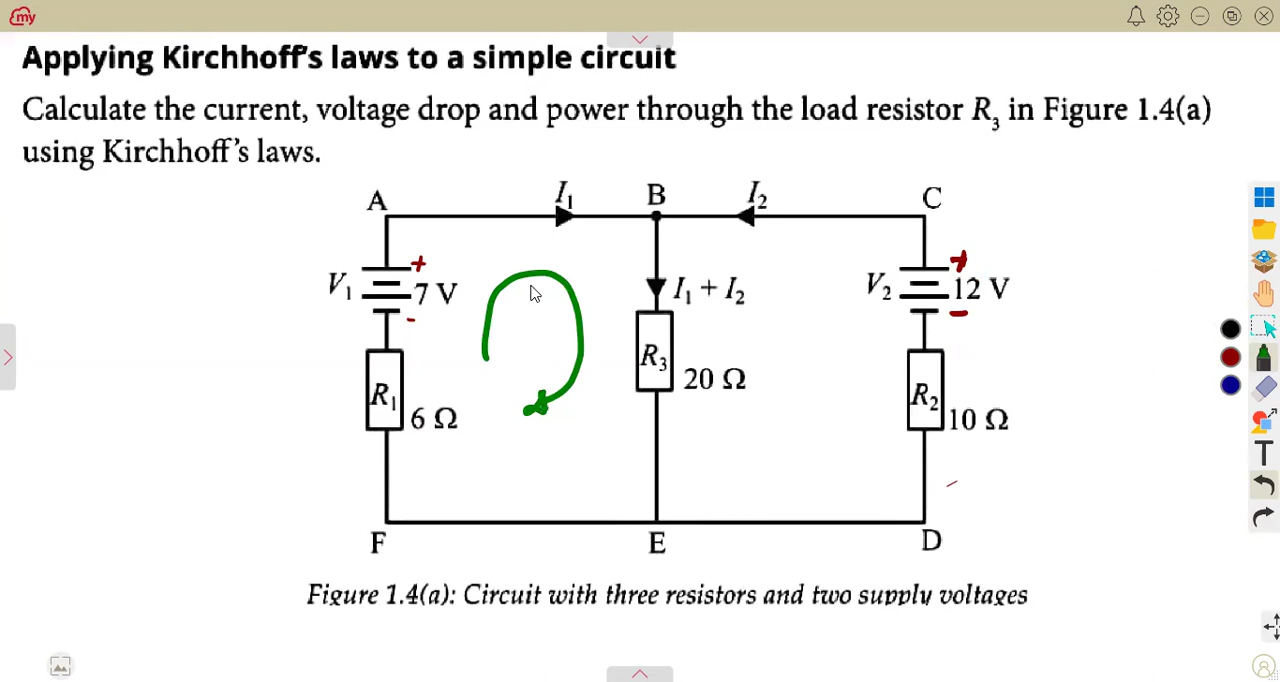 my
Applying Kirchhoff's laws to a simple circuit
Calculate the current, voltage drop and power through the load resistor R₃ in Figure 1.4(a)
using Kirchhoff's laws.
A I₁ B I₂ C
+ +
V₁ 7 V I₁ + I₂ V₂ 12 V
- -
R₁ 6 Ω R₃ 20 Ω R₂ 10 Ω
F E D
Figure 1.4(a): Circuit with three resistors and two supply voltages
T